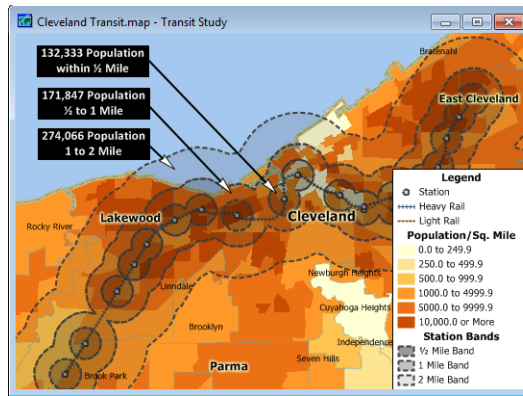 Cleveland Transit.map - Transit Study
132,333 Population
within ½ Mile
171,847 Population
½ to 1 Mile
274,066 Population
1 to 2 Mile
Bratenahl
East Cleveland
Rocky River
Lakewood
Cleveland
Linndale
Newburgh Heights
Brooklyn
Cuyahoga Heights
Independence
Seven Hills
Parma
Brook Park
Legend
Station
Heavy Rail
Light Rail
Population/Sq. Mile
0.0 to 249.9
250.0 to 499.9
500.0 to 999.9
1000.0 to 4999.9
5000.0 to 9999.9
10,000.0 or More
Station Bands
½ Mile Band
1 Mile Band
2 Mile Band